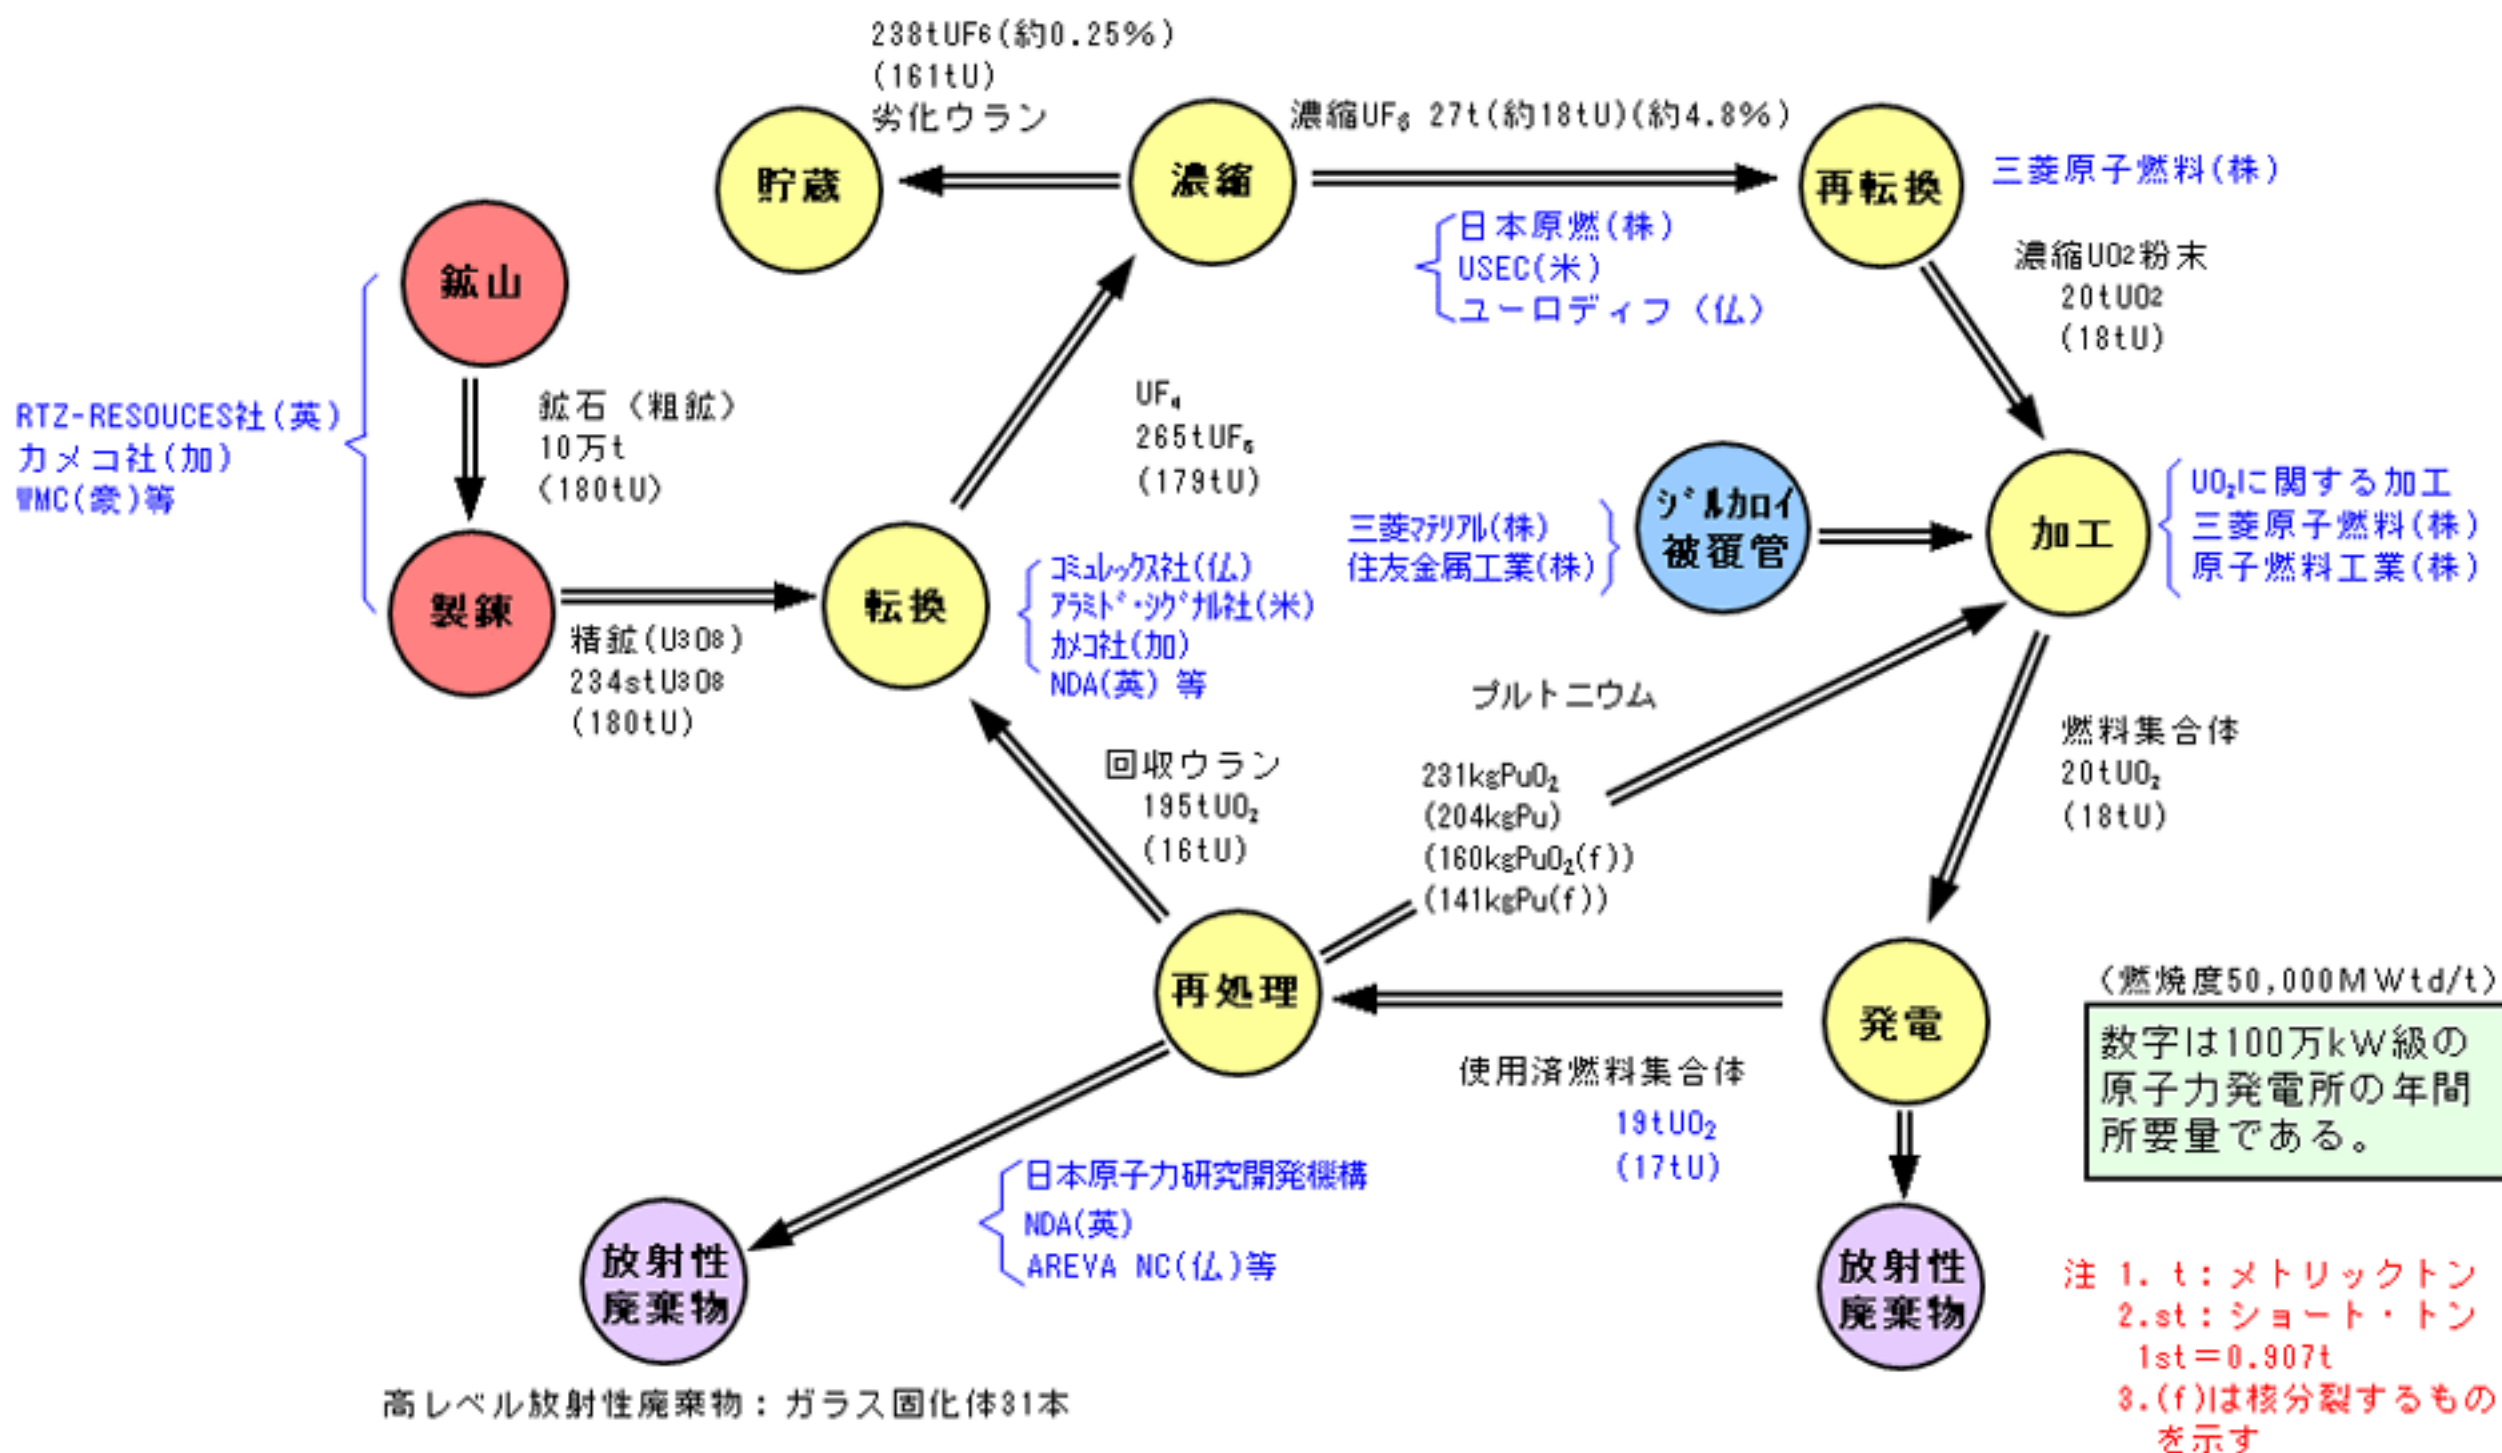 238tUF6(約0.25%)
(161tU)
劣化ウラン
濃縮UF₆ 27t(約18tU)(約4.8%)
貯蔵
濃縮
再転換
三菱原子燃料(株)
日本原燃(株)
USEC(米)
ユーロディフ(仏)
濃縮UO2粉末
20tUO2
(18tU)
鉱山
RTZ-RESOUCES社(英)
カメコ社(加)
WMC(豪)等
鉱石〈粗鉱〉
10万t
(180tU)
UF₄
265tUF₆
(179tU)
製錬
精鉱(U3O8)
234stU3O8
(180tU)
転換
コミュレックス社(仏)
アラミド・シグナル社(米)
カメコ社(加)
NDA(英) 等
三菱マテリアル(株)
住友金属工業(株)
ジルカロイ
被覆管
加工
UO₂に関する加工
三菱原子燃料(株)
原子燃料工業(株)
プルトニウム
231kgPuO₂
(204kgPu)
(160kgPuO₂(f))
(141kgPu(f))
回収ウラン
195tUO₂
(16tU)
燃料集合体
20tUO₂
(18tU)
再処理
発電
使用済燃料集合体
19tUO₂
(17tU)
(燃焼度50,000MWtd/t)
数字は100万kW級の
原子力発電所の年間
所要量である。
日本原子力研究開発機構
NDA(英)
AREVA NC(仏)等
放射性
廃棄物
高レベル放射性廃棄物：ガラス固化体31本
放射性
廃棄物
注 1. t：メトリックトン
2.st：ショート・トン
1st＝0.907t
3.(f)は核分裂するもの
を示す